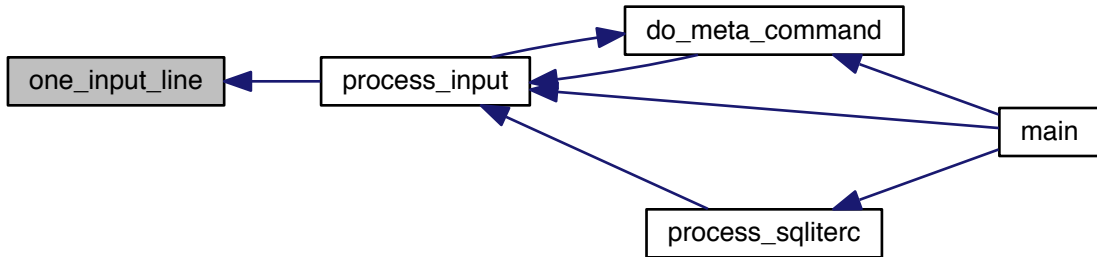 do_meta_command
one_input_line
process_input
main
process_sqliterc